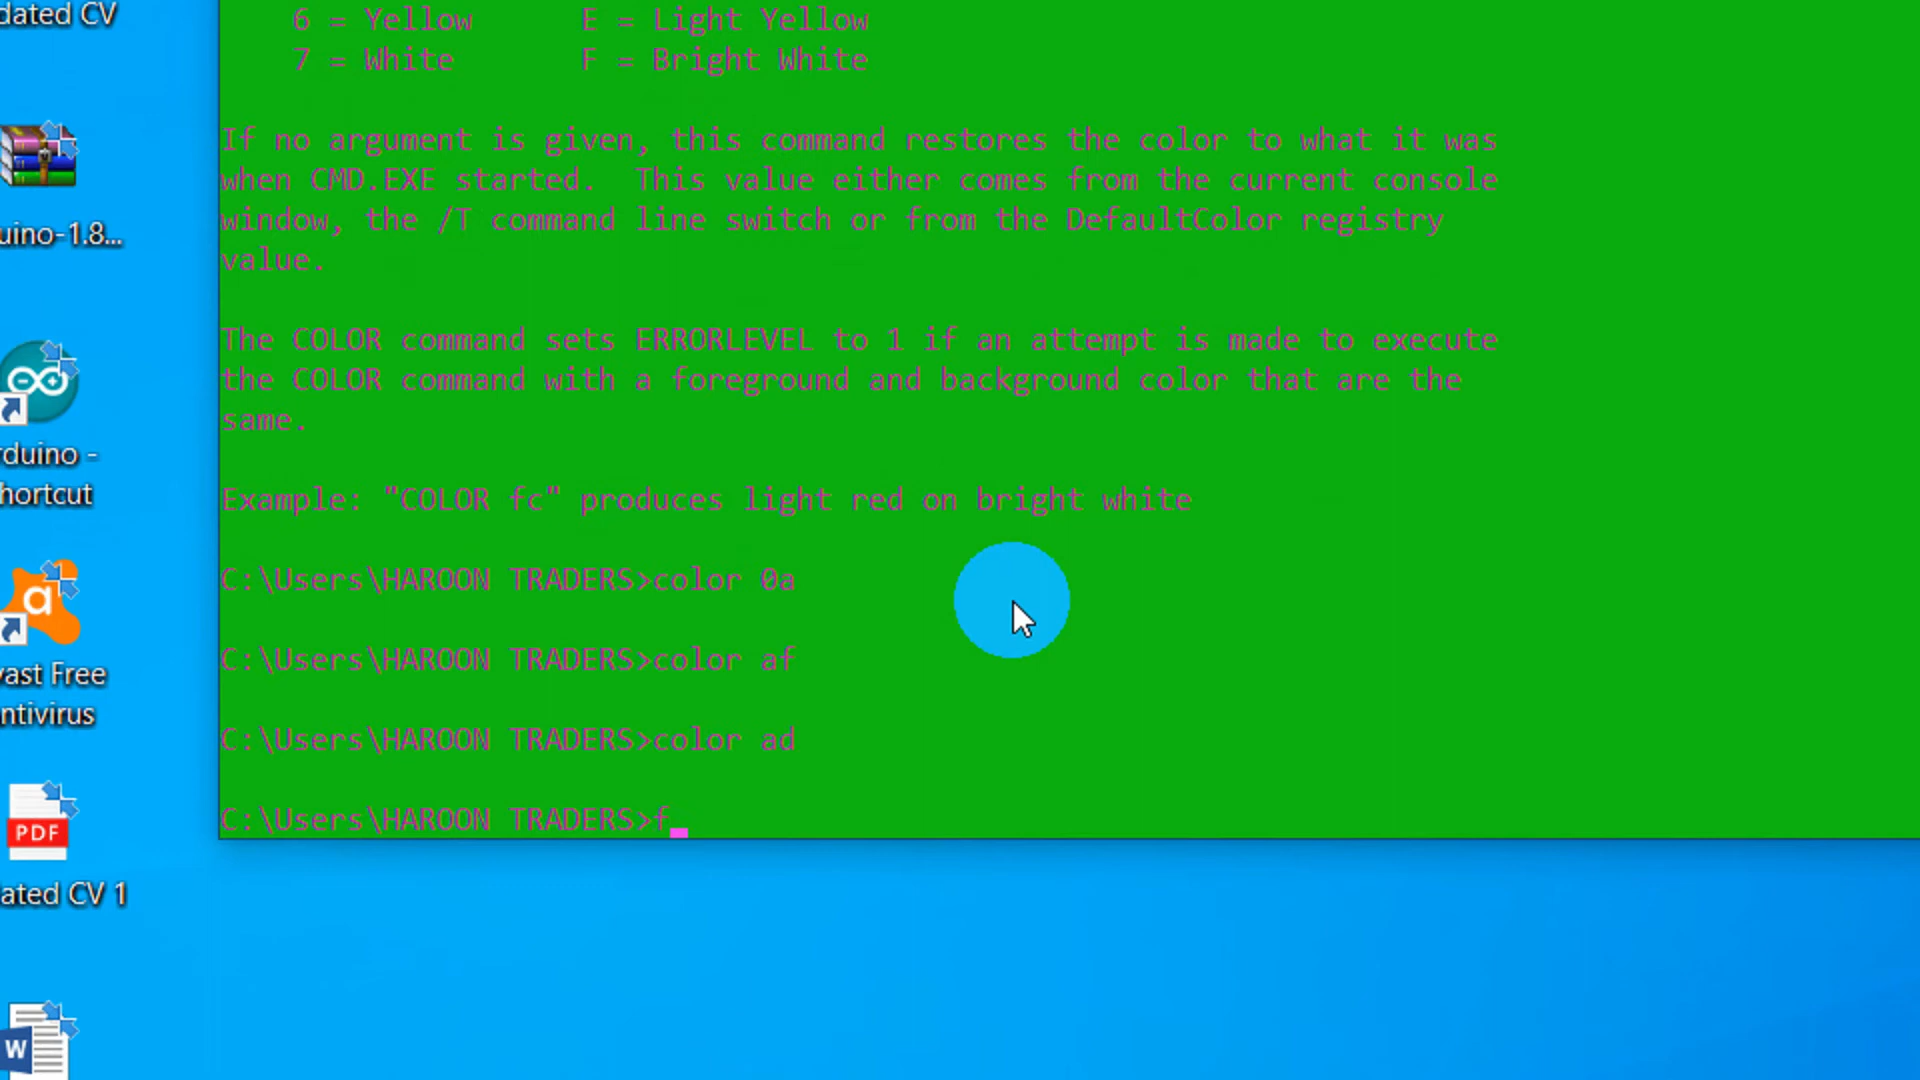 dated CV
6 = Yellow E = Light Yellow
7 = White F = Bright White
If no argument is given, this command restores the color to what it was
when CMD.EXE started. This value either comes from the current console
window, the /T command line switch or from the DefaultColor registry
value.
The COLOR command sets ERRORLEVEL to 1 if an attempt is made to execute
the COLOR command with a foreground and background color that are the
same.
Example: "COLOR fc" produces light red on bright white
C:\Users\HAROON TRADERS>color 0a
C:\Users\HAROON TRADERS>color af
C:\Users\HAROON TRADERS>color ad
C:\Users\HAROON TRADERS>f
uino-1.8...
rduino -
hortcut
a
vast Free
ntivirus
PDF
ated CV 1
W